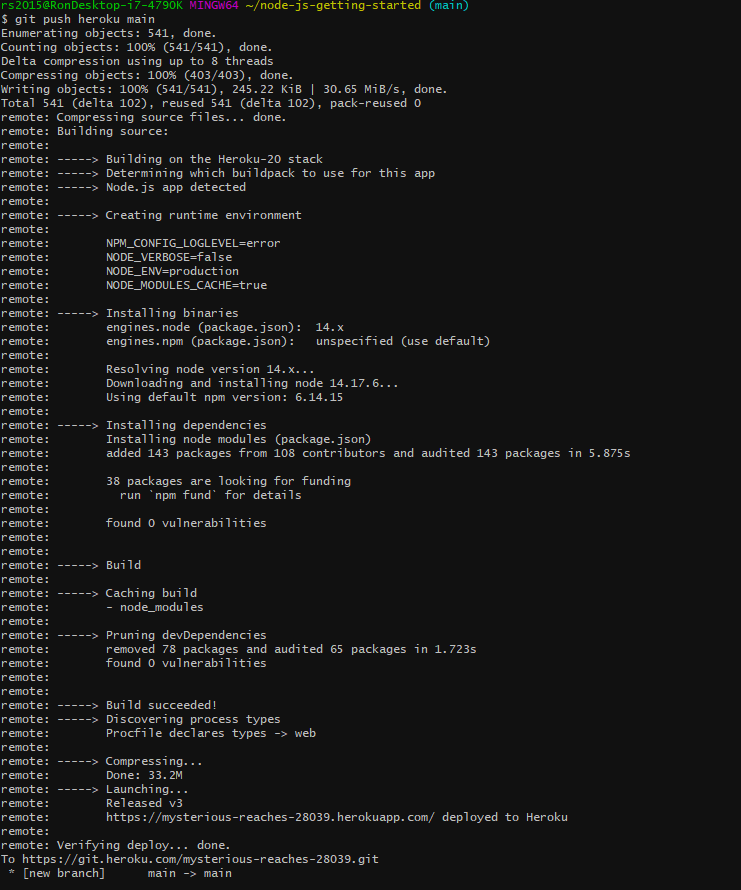 rs2015@RonDesktop-i7-4790K MINGW64 ~/node-js-getting-started (main)
$ git push heroku main
Enumerating objects: 541, done.
Counting objects: 100% (541/541), done.
Delta compression using up to 8 threads
Compressing objects: 100% (403/403), done.
Writing objects: 100% (541/541), 245.22 KiB | 30.65 MiB/s, done.
Total 541 (delta 102), reused 541 (delta 102), pack-reused 0
remote: Compressing source files... done.
remote: Building source:
remote:
remote: -----> Building on the Heroku-20 stack
remote: -----> Determining which buildpack to use for this app
remote: -----> Node.js app detected
remote:
remote: -----> Creating runtime environment
remote:
remote:        NPM_CONFIG_LOGLEVEL=error
remote:        NODE_VERBOSE=false
remote:        NODE_ENV=production
remote:        NODE_MODULES_CACHE=true
remote:
remote: -----> Installing binaries
remote:        engines.node (package.json):  14.x
remote:        engines.npm (package.json):   unspecified (use default)
remote:
remote:        Resolving node version 14.x...
remote:        Downloading and installing node 14.17.6...
remote:        Using default npm version: 6.14.15
remote:
remote: -----> Installing dependencies
remote:        Installing node modules (package.json)
remote:        added 143 packages from 108 contributors and audited 143 packages in 5.875s
remote:
remote:        38 packages are looking for funding
remote:          run `npm fund` for details
remote:
remote:        found 0 vulnerabilities
remote:
remote:
remote: -----> Build
remote:
remote: -----> Caching build
remote:        - node_modules
remote:
remote: -----> Pruning devDependencies
remote:        removed 78 packages and audited 65 packages in 1.723s
remote:        found 0 vulnerabilities
remote:
remote:
remote: -----> Build succeeded!
remote: -----> Discovering process types
remote:        Procfile declares types -> web
remote:
remote: -----> Compressing...
remote:        Done: 33.2M
remote: -----> Launching...
remote:        Released v3
remote:        https://mysterious-reaches-28039.herokuapp.com/ deployed to Heroku
remote:
remote: Verifying deploy... done.
To https://git.heroku.com/mysterious-reaches-28039.git
 * [new branch]      main -> main